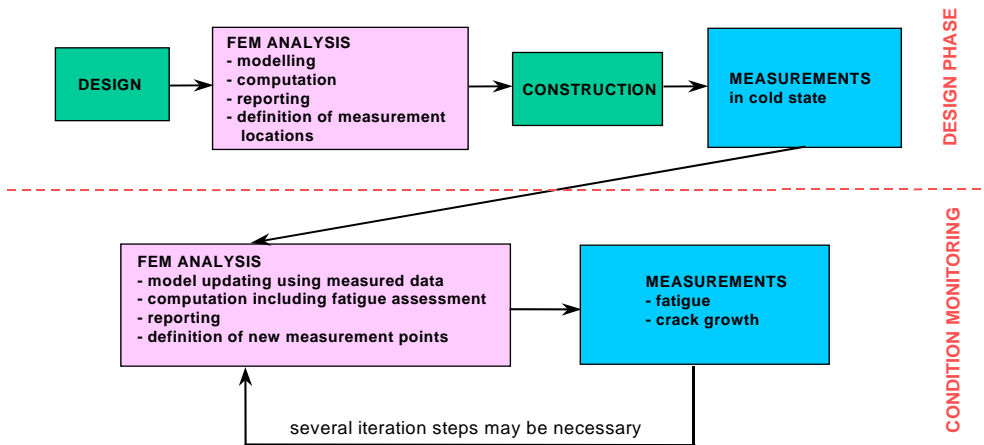 DESIGN
FEM ANALYSIS
- modelling
- computation
- reporting
- definition of measurement
locations
CONSTRUCTION
MEASUREMENTS
in cold state
DESIGN PHASE
FEM ANALYSIS
- model updating using measured data
- computation including fatigue assessment
- reporting
- definition of new measurement points
MEASUREMENTS
- fatigue
- crack growth
several iteration steps may be necessary
CONDITION MONITORING